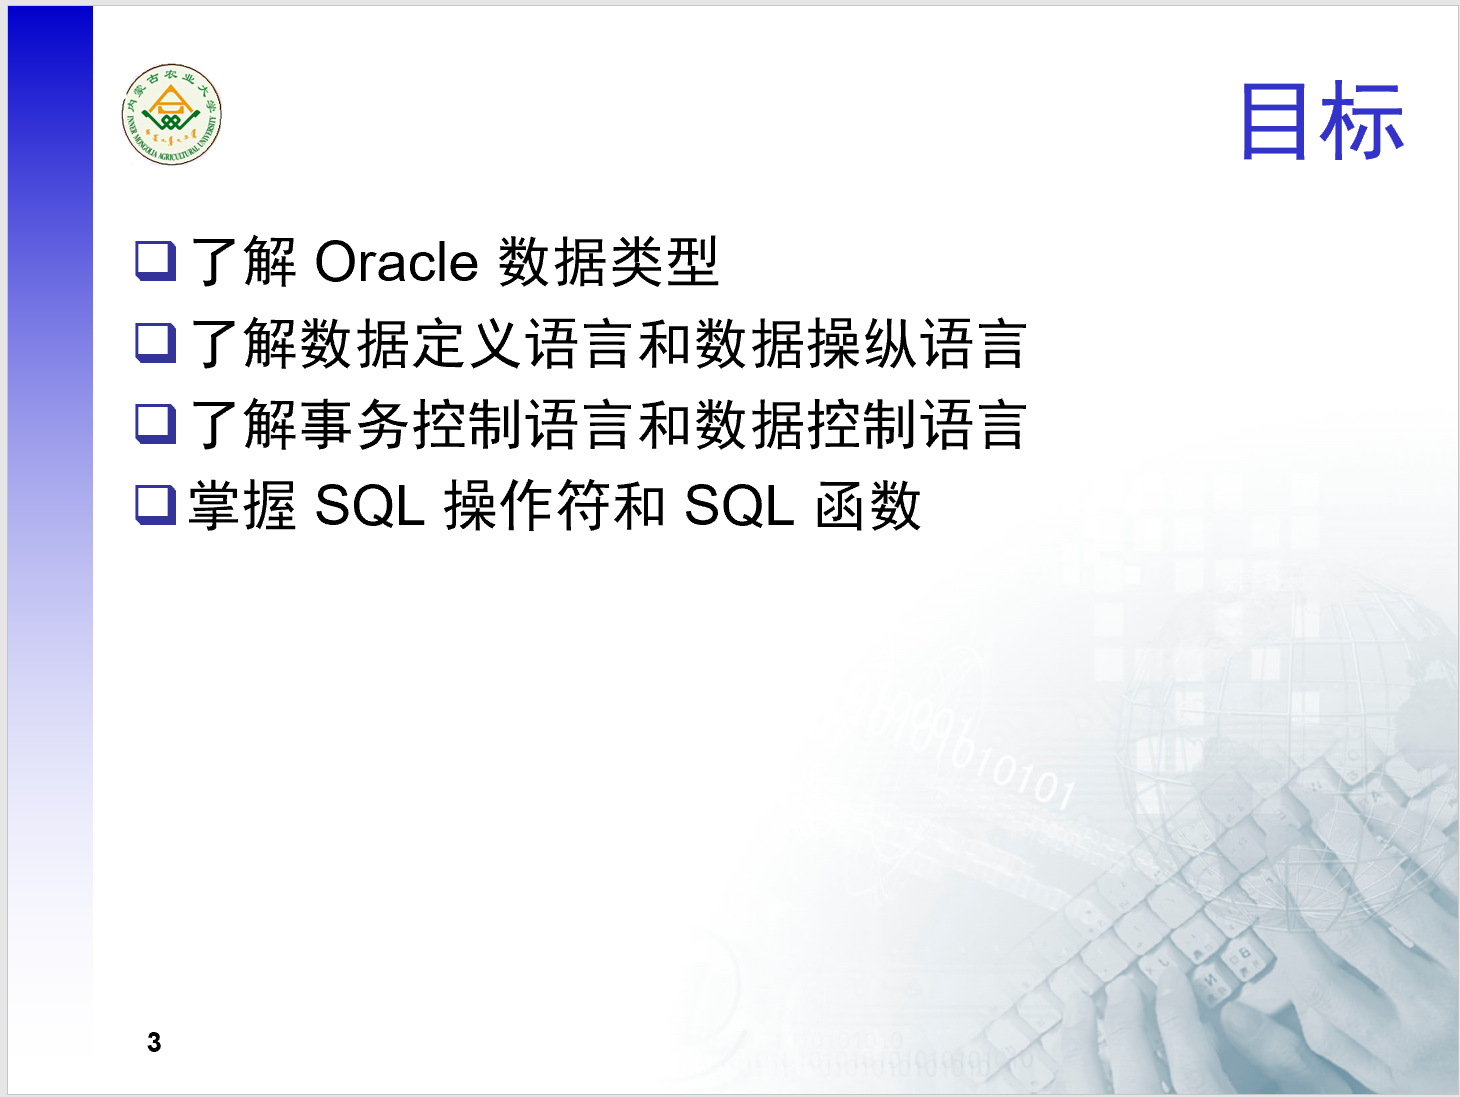 内蒙古农业大学
INNER MONGOLIA AGRICULTURAL UNIVERSITY
目标
了解 Oracle 数据类型
了解数据定义语言和数据操纵语言
了解事务控制语言和数据控制语言
掌握 SQL 操作符和 SQL 函数
3